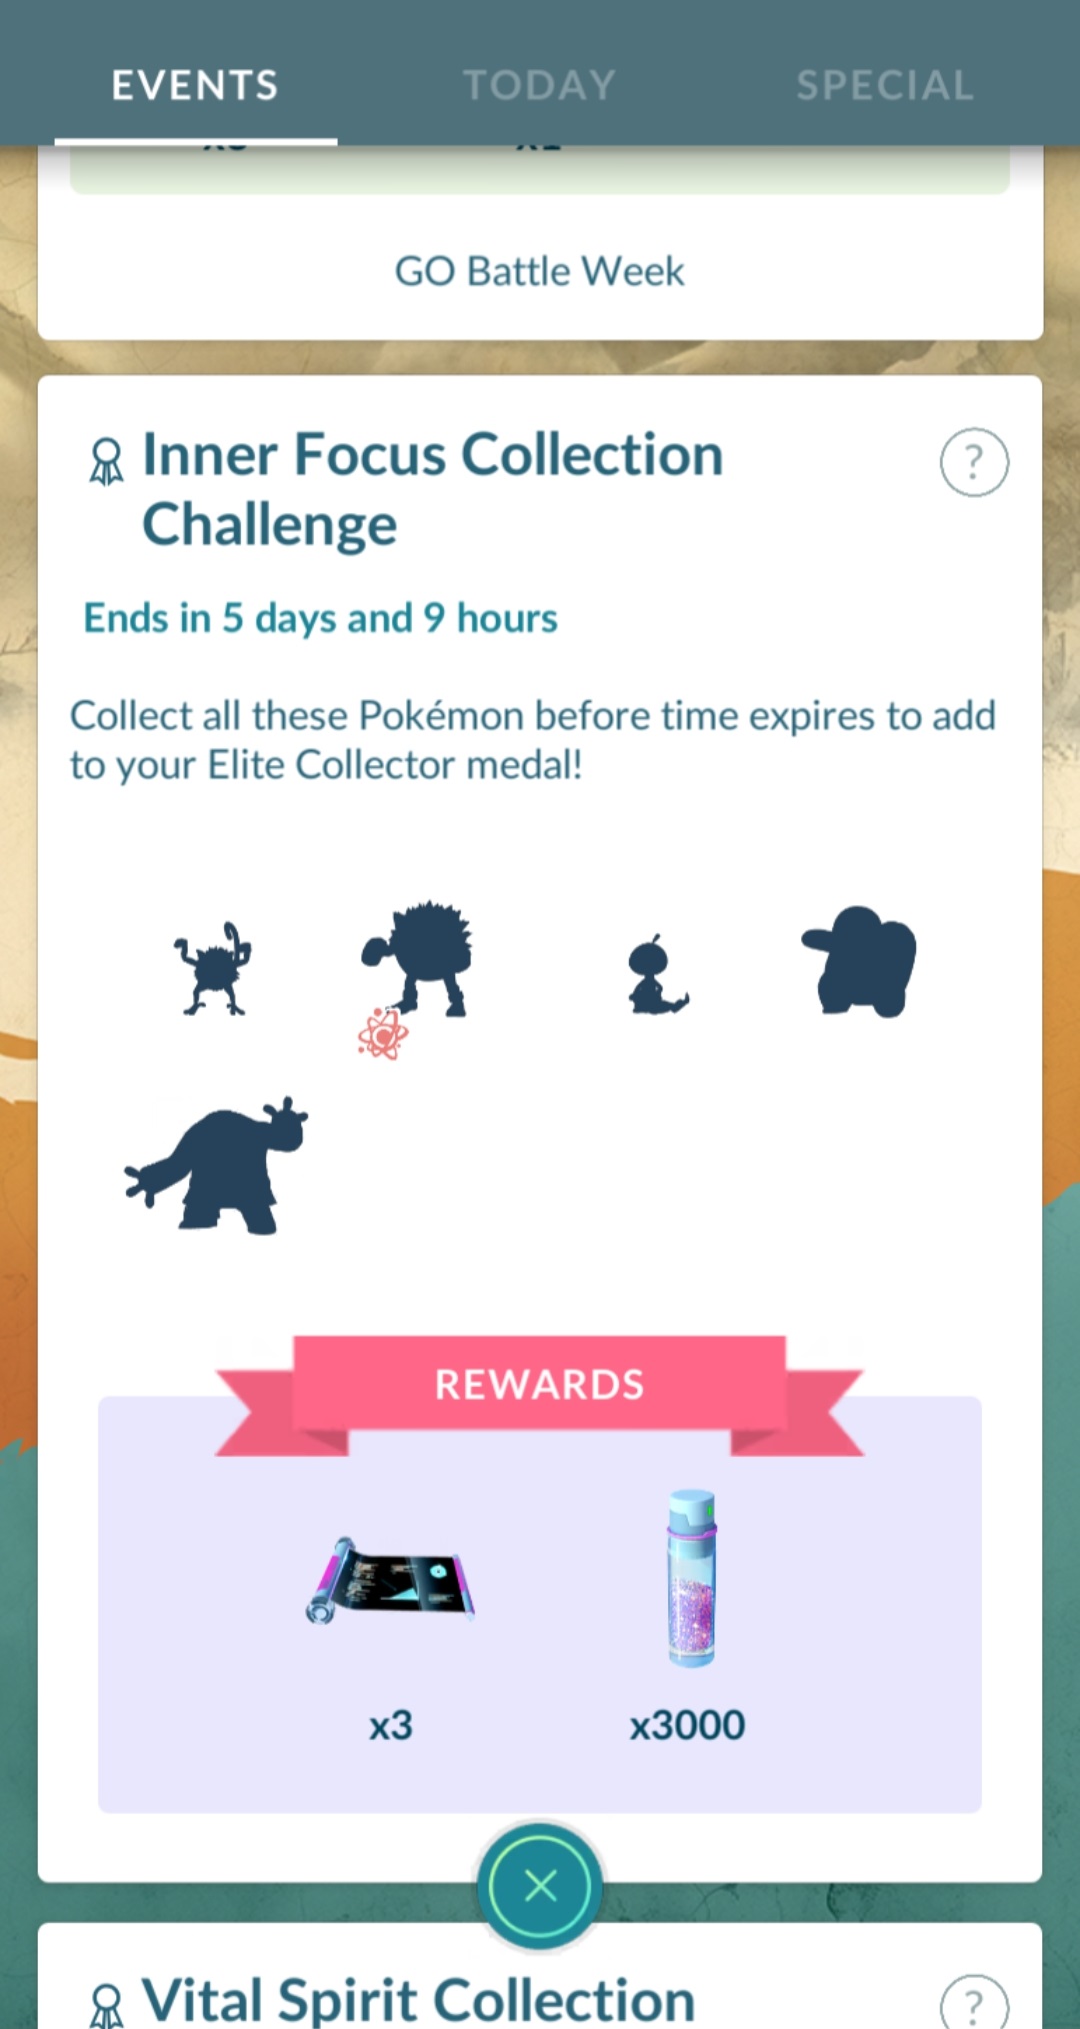 EVENTS
TODAY
SPECIAL
GO Battle Week
Inner Focus Collection
Challenge
?
Ends in 5 days and 9 hours
Collect all these Pokémon before time expires to add
to your Elite Collector medal!
REWARDS
x3
x3000
Vital Spirit Collection
?